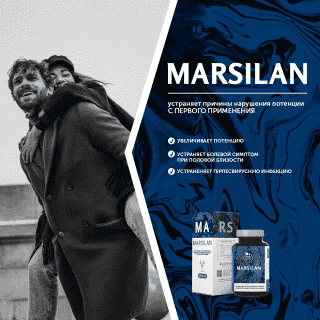 MARSILAN
устраняет причины нарушения потенции
С ПЕРВОГО ПРИМЕНЕНИЯ
УВЕЛИЧИВАЕТ ПОТЕНЦИЮ
УСТРАНЯЕТ БОЛЕВОЙ СИМПТОМ
ПРИ ПОЛОВОЙ БЛИЗОСТИ
УСТРАНЕНЯЕТ ГЕРПЕСВИРУСНУЮ ИНФЕКЦИЮ
MA RS
MARSILAN
MARSILAN